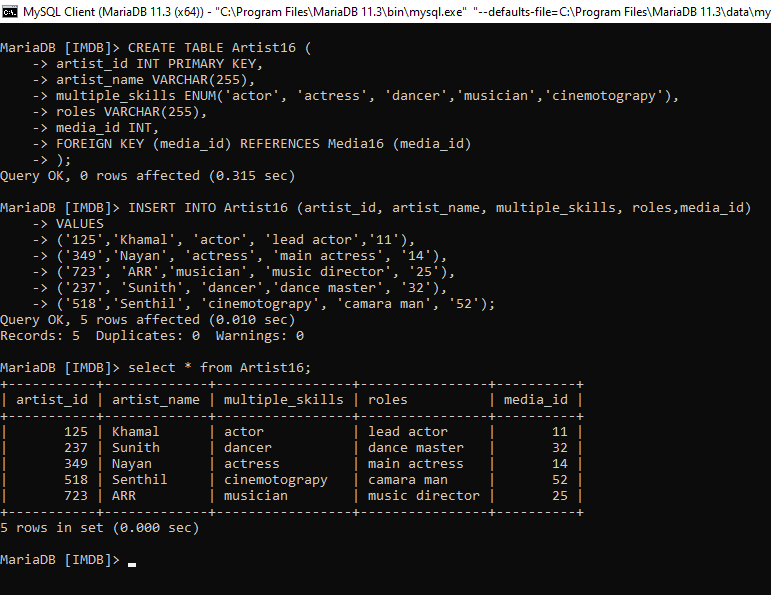 MySQL Client (MariaDB 11.3 (x64)) - "C:\Program Files\MariaDB 11.3\bin\mysql.exe" "--defaults-file=C:\Program Files\MariaDB 11.3\data\my
MariaDB [IMDB]> CREATE TABLE Artist16 (
    -> artist_id INT PRIMARY KEY,
    -> artist_name VARCHAR(255),
    -> multiple_skills ENUM('actor', 'actress', 'dancer','musician','cinemotograpy'),
    -> roles VARCHAR(255),
    -> media_id INT,
    -> FOREIGN KEY (media_id) REFERENCES Media16 (media_id)
    -> );
Query OK, 0 rows affected (0.315 sec)
MariaDB [IMDB]> INSERT INTO Artist16 (artist_id, artist_name, multiple_skills, roles,media_id)
    -> VALUES
    -> ('125','Khamal', 'actor', 'lead actor','11'),
    -> ('349','Nayan', 'actress', 'main actress', '14'),
    -> ('723', 'ARR','musician', 'music director', '25'),
    -> ('237', 'Sunith', 'dancer','dance master', '32'),
    -> ('518','Senthil', 'cinemotograpy', 'camara man', '52');
Query OK, 5 rows affected (0.010 sec)
Records: 5  Duplicates: 0  Warnings: 0
MariaDB [IMDB]> select * from Artist16;
+-----------+-------------+-----------------+----------------+----------+
| artist_id | artist_name | multiple_skills | roles          | media_id |
+-----------+-------------+-----------------+----------------+----------+
|       125 | Khamal      | actor           | lead actor     |       11 |
|       237 | Sunith      | dancer          | dance master   |       32 |
|       349 | Nayan       | actress         | main actress   |       14 |
|       518 | Senthil     | cinemotograpy   | camara man     |       52 |
|       723 | ARR         | musician        | music director |       25 |
+-----------+-------------+-----------------+----------------+----------+
5 rows in set (0.000 sec)
MariaDB [IMDB]> _